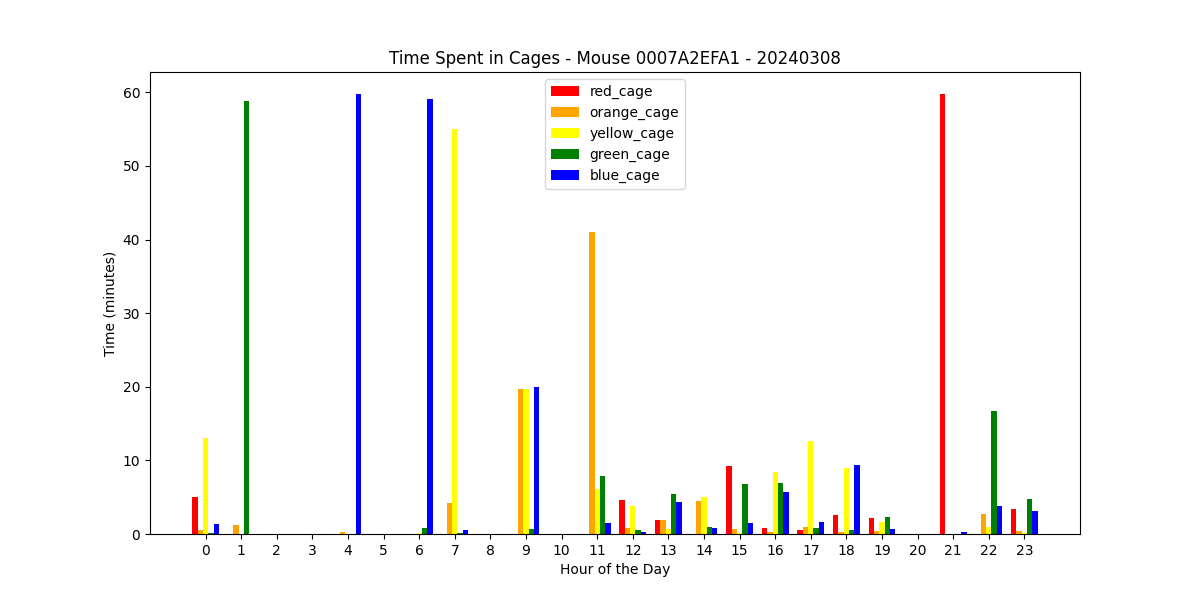 Time Spent in Cages - Mouse 0007A2EFA1 - 20240308
red_cage
orange_cage
yellow_cage
green_cage
blue_cage
Time (minutes)
60
50
40
30
20
10
0
0 1 2 3 4 5 6 7 8 9 10 11 12 13 14 15 16 17 18 19 20 21 22 23
Hour of the Day